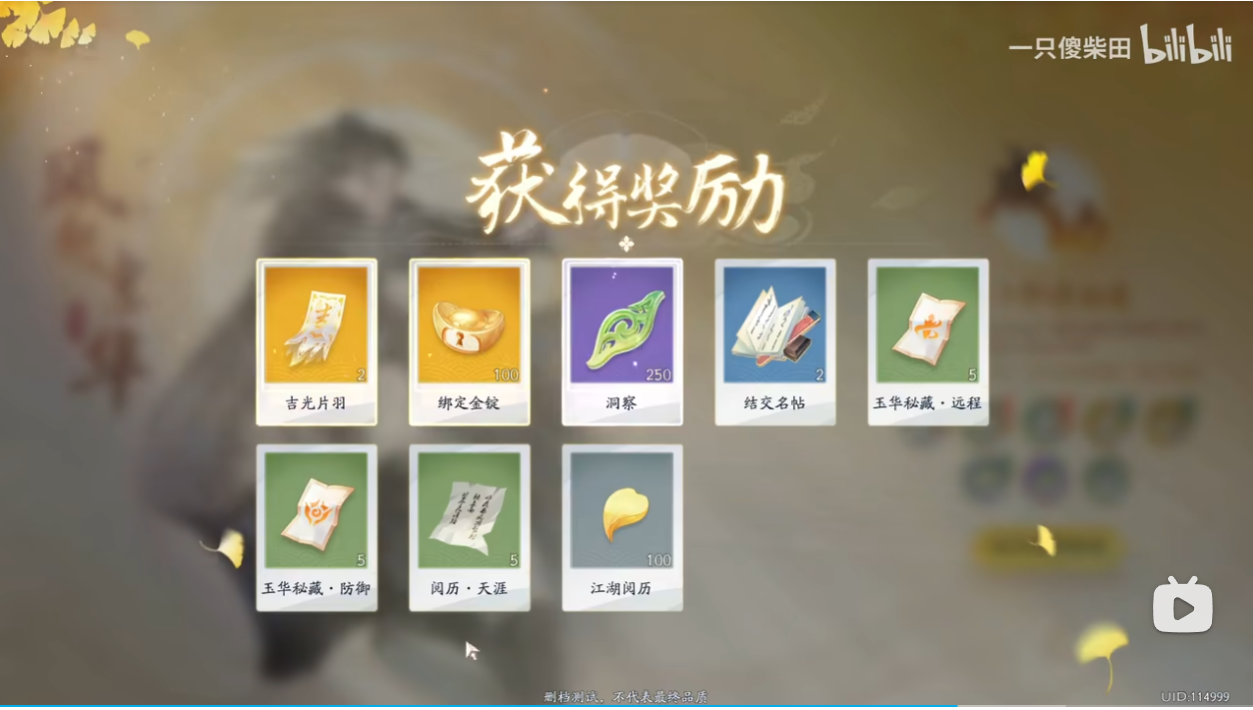 一只傻柴田 bilibili
获得奖励
2 100 250 2 5
吉光片羽 绑定金锭 洞察 结交名帖 玉华秘藏·远程
5 5 100
玉华秘藏·防御 阅历·天涯 江湖阅历
删档测试,不代表最终品质
UID:114999